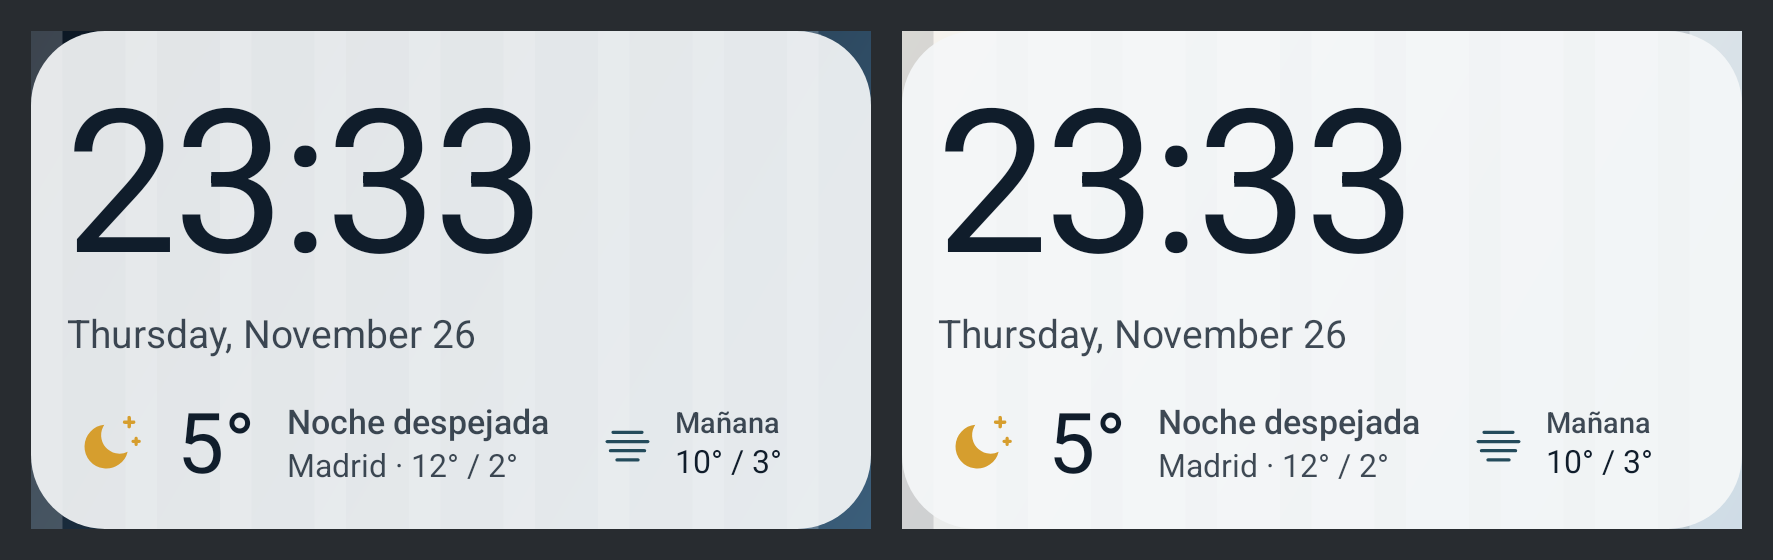 23:33
Thursday, November 26
5°
Noche despejada
Madrid · 12° / 2°
Mañana
10° / 3°
23:33
Thursday, November 26
5°
Noche despejada
Madrid · 12° / 2°
Mañana
10° / 3°